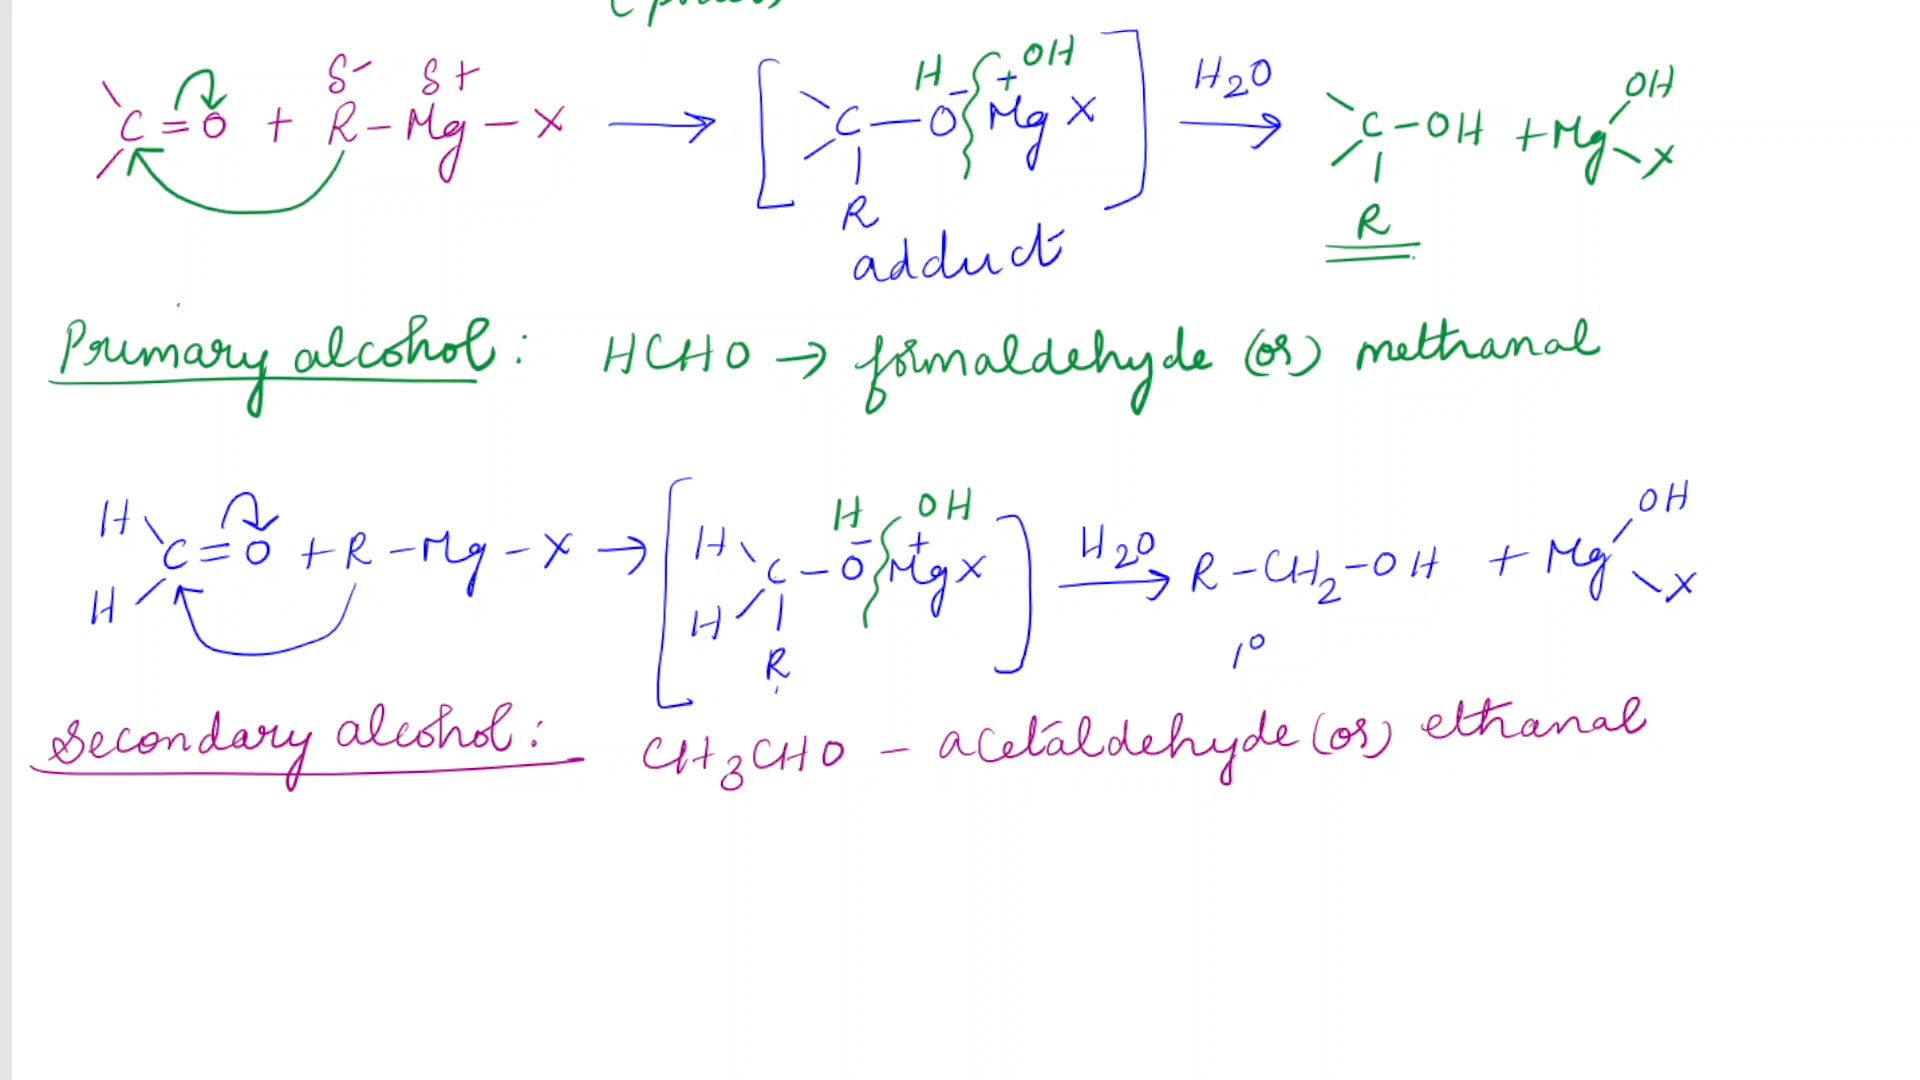 δ- δ+ H + OH H2O OH
C=O + R-Mg-X → [C-O- MgX] → C-OH + Mg-X
R R
adduct
Primary alcohol: HCHO → formaldehyde (or) methanal
H H OH OH
C=O + R-Mg-X → [H C-O- +MgX] H2O → R-CH2-OH + Mg-X
H H R 1°
Secondary alcohol: CH3CHO - acetaldehyde (or) ethanal